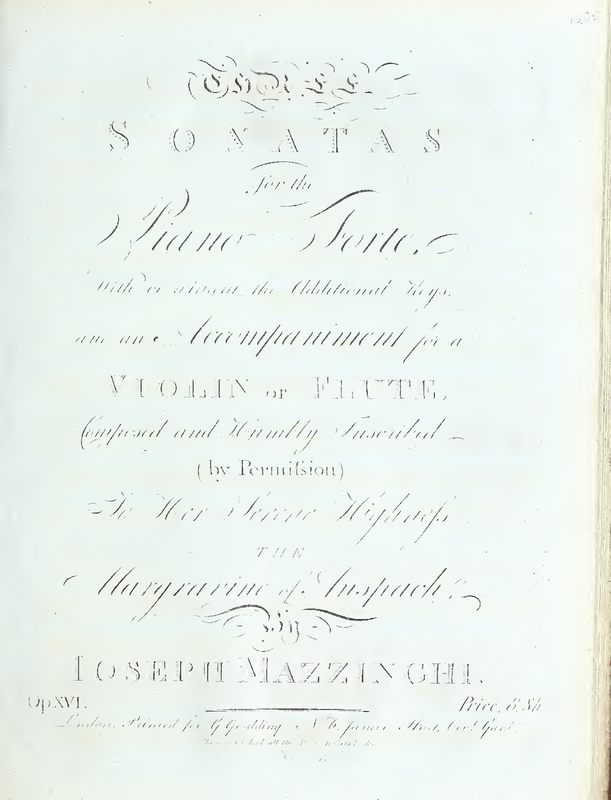 THREE
SONATAS
for the
Piano Forte,
with or without the Additional Keys,
and an Accompaniment for a
VIOLIN or FLUTE,
Composed and Humbly Inscribed
(by Permiſsion)
To Her Serene Highneſs
THE
Margravine of Anspach,
By
IOSEPH MAZZINGHI.
Op. XVI. Price, 8.Sh
London, Printed for G Goulding, Nº 6, James Street, Covt. Gardn.